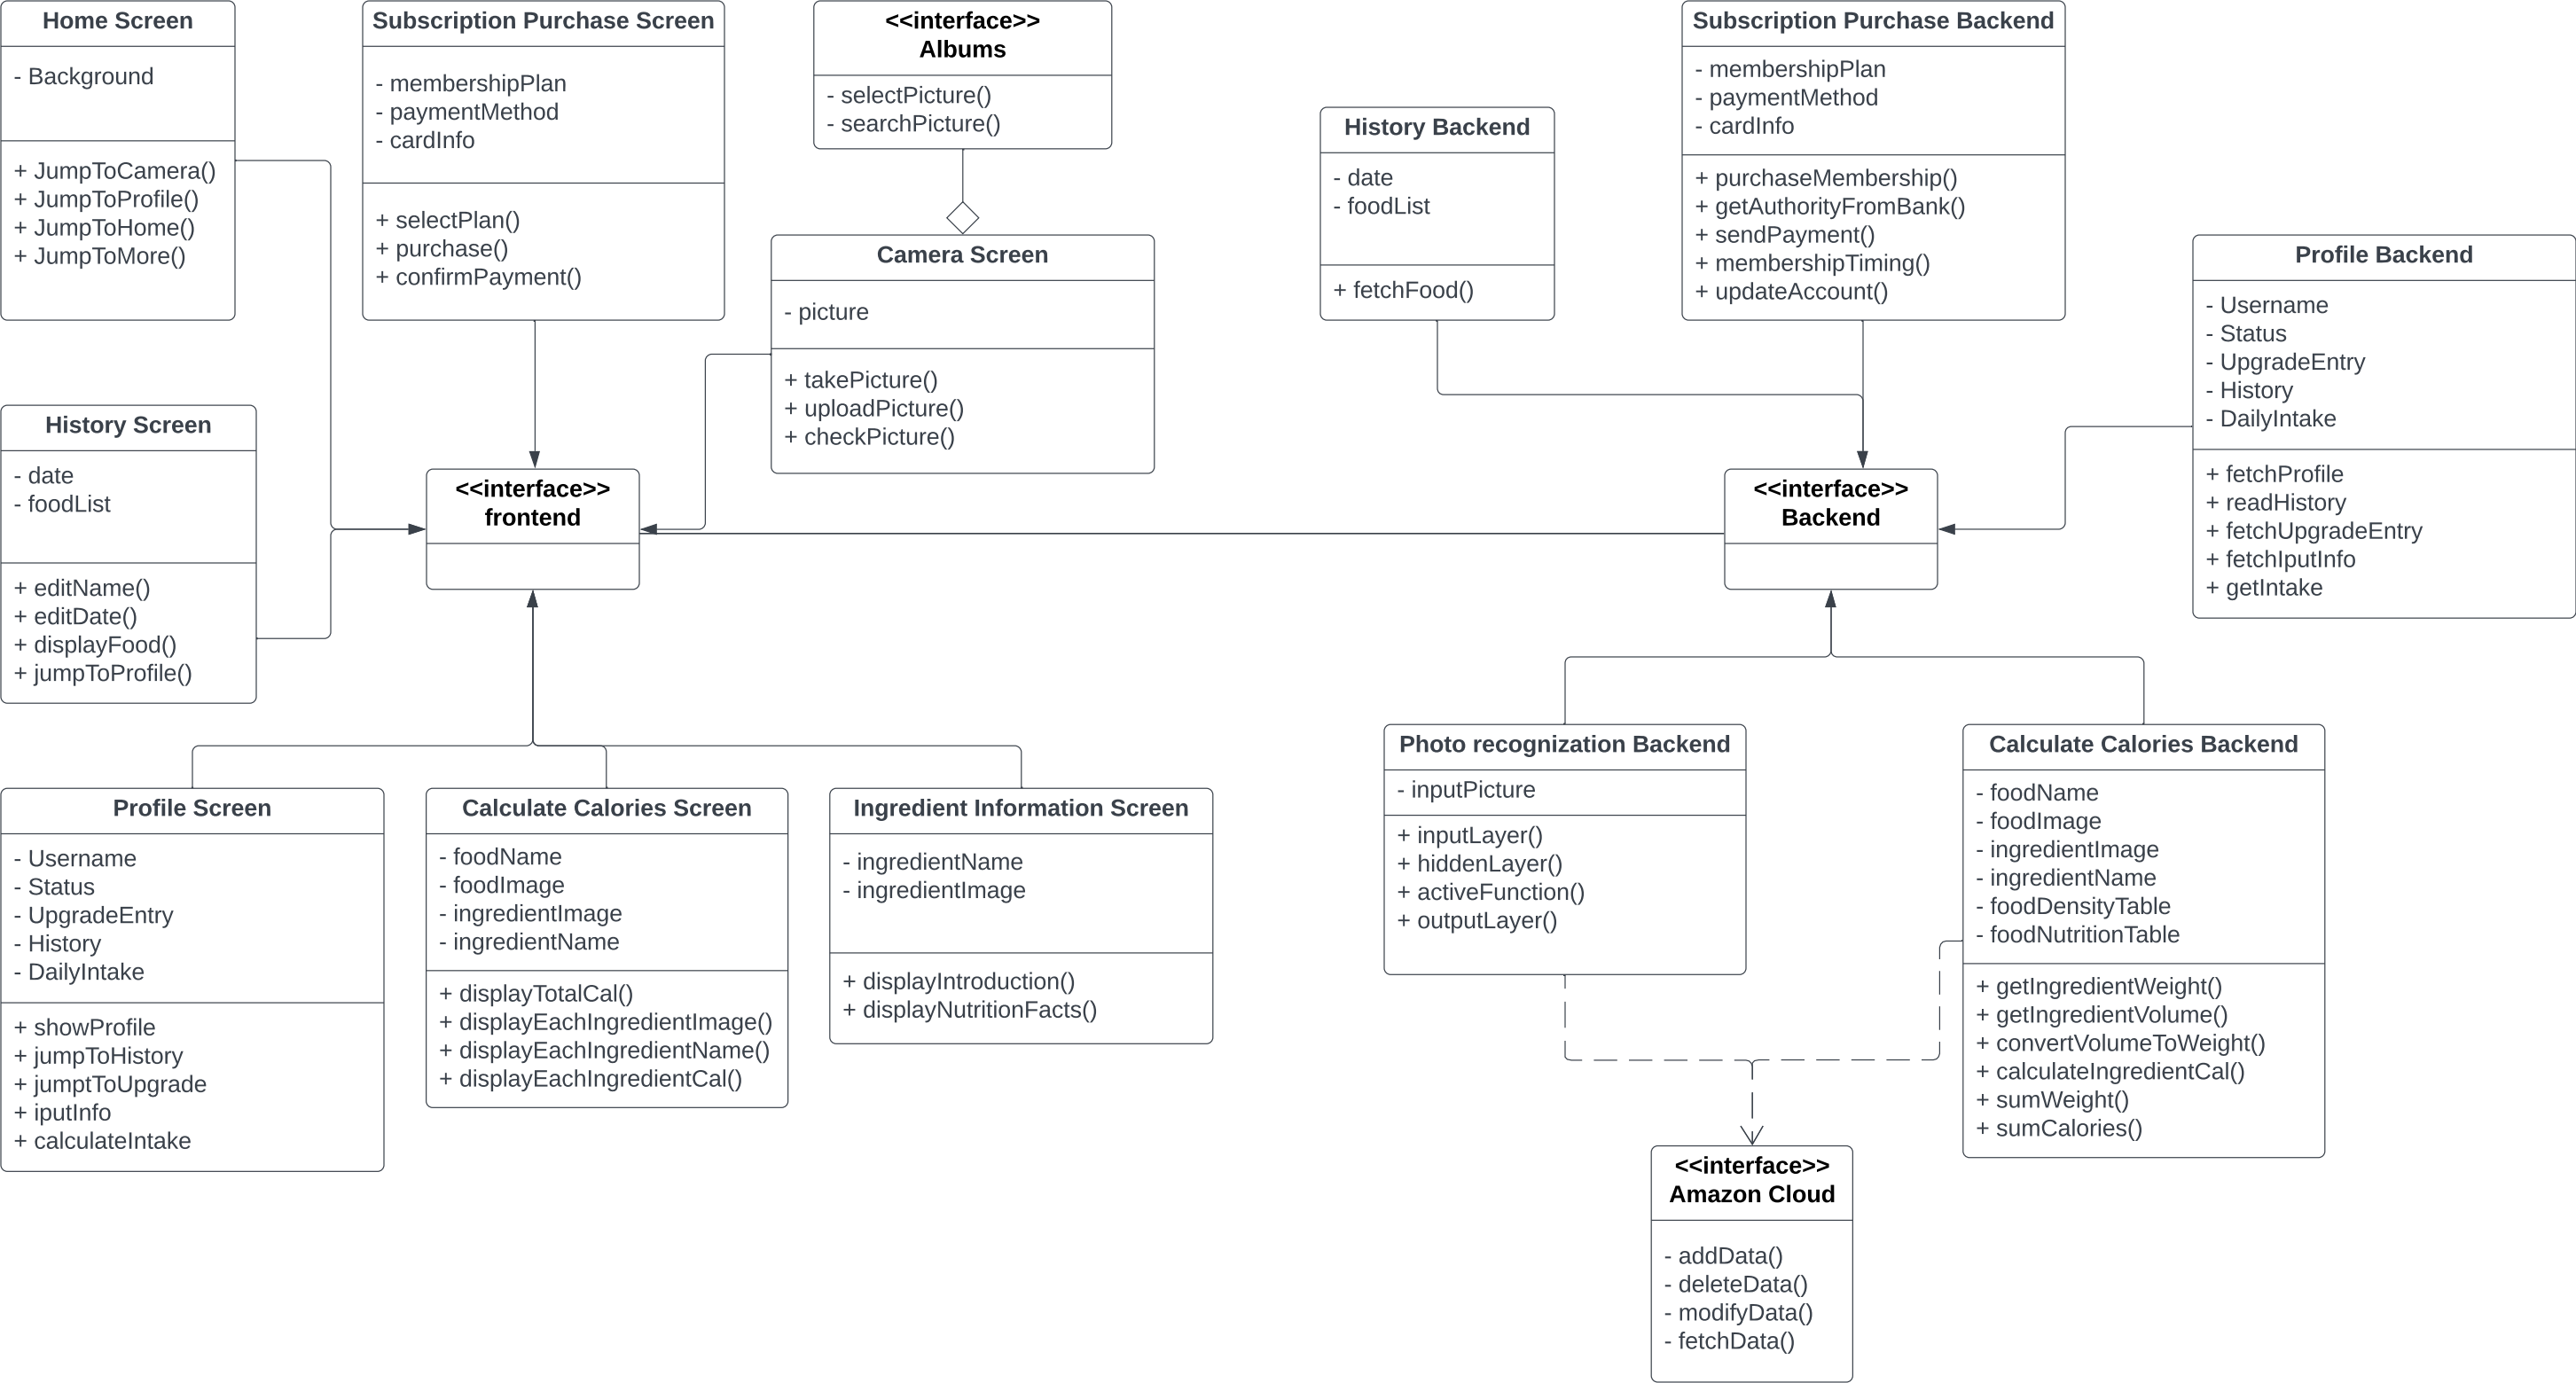 Home Screen
- Background
+ JumpToCamera()
+ JumpToProfile()
+ JumpToHome()
+ JumpToMore()
Subscription Purchase Screen
- membershipPlan
- paymentMethod
- cardInfo
+ selectPlan()
+ purchase()
+ confirmPayment()
<<interface>>
Albums
- selectPicture()
- searchPicture()
Camera Screen
- picture
+ takePicture()
+ uploadPicture()
+ checkPicture()
History Backend
- date
- foodList
+ fetchFood()
Subscription Purchase Backend
- membershipPlan
- paymentMethod
- cardInfo
+ purchaseMembership()
+ getAuthorityFromBank()
+ sendPayment()
+ membershipTiming()
+ updateAccount()
Profile Backend
- Username
- Status
- UpgradeEntry
- History
- DailyIntake
+ fetchProfile
+ readHistory
+ fetchUpgradeEntry
+ fetchIputInfo
+ getIntake
History Screen
- date
- foodList
+ editName()
+ editDate()
+ displayFood()
+ jumpToProfile()
<<interface>>
frontend
<<interface>>
Backend
Profile Screen
- Username
- Status
- UpgradeEntry
- History
- DailyIntake
+ showProfile
+ jumpToHistory
+ jumptToUpgrade
+ iputInfo
+ calculateIntake
Calculate Calories Screen
- foodName
- foodImage
- ingredientImage
- ingredientName
+ displayTotalCal()
+ displayEachIngredientImage()
+ displayEachIngredientName()
+ displayEachIngredientCal()
Ingredient Information Screen
- ingredientName
- ingredientImage
+ displayIntroduction()
+ displayNutritionFacts()
Photo recognization Backend
- inputPicture
+ inputLayer()
+ hiddenLayer()
+ activeFunction()
+ outputLayer()
Calculate Calories Backend
- foodName
- foodImage
- ingredientImage
- ingredientName
- foodDensityTable
- foodNutritionTable
+ getIngredientWeight()
+ getIngredientVolume()
+ convertVolumeToWeight()
+ calculateIngredientCal()
+ sumWeight()
+ sumCalories()
<<interface>>
Amazon Cloud
- addData()
- deleteData()
- modifyData()
- fetchData()